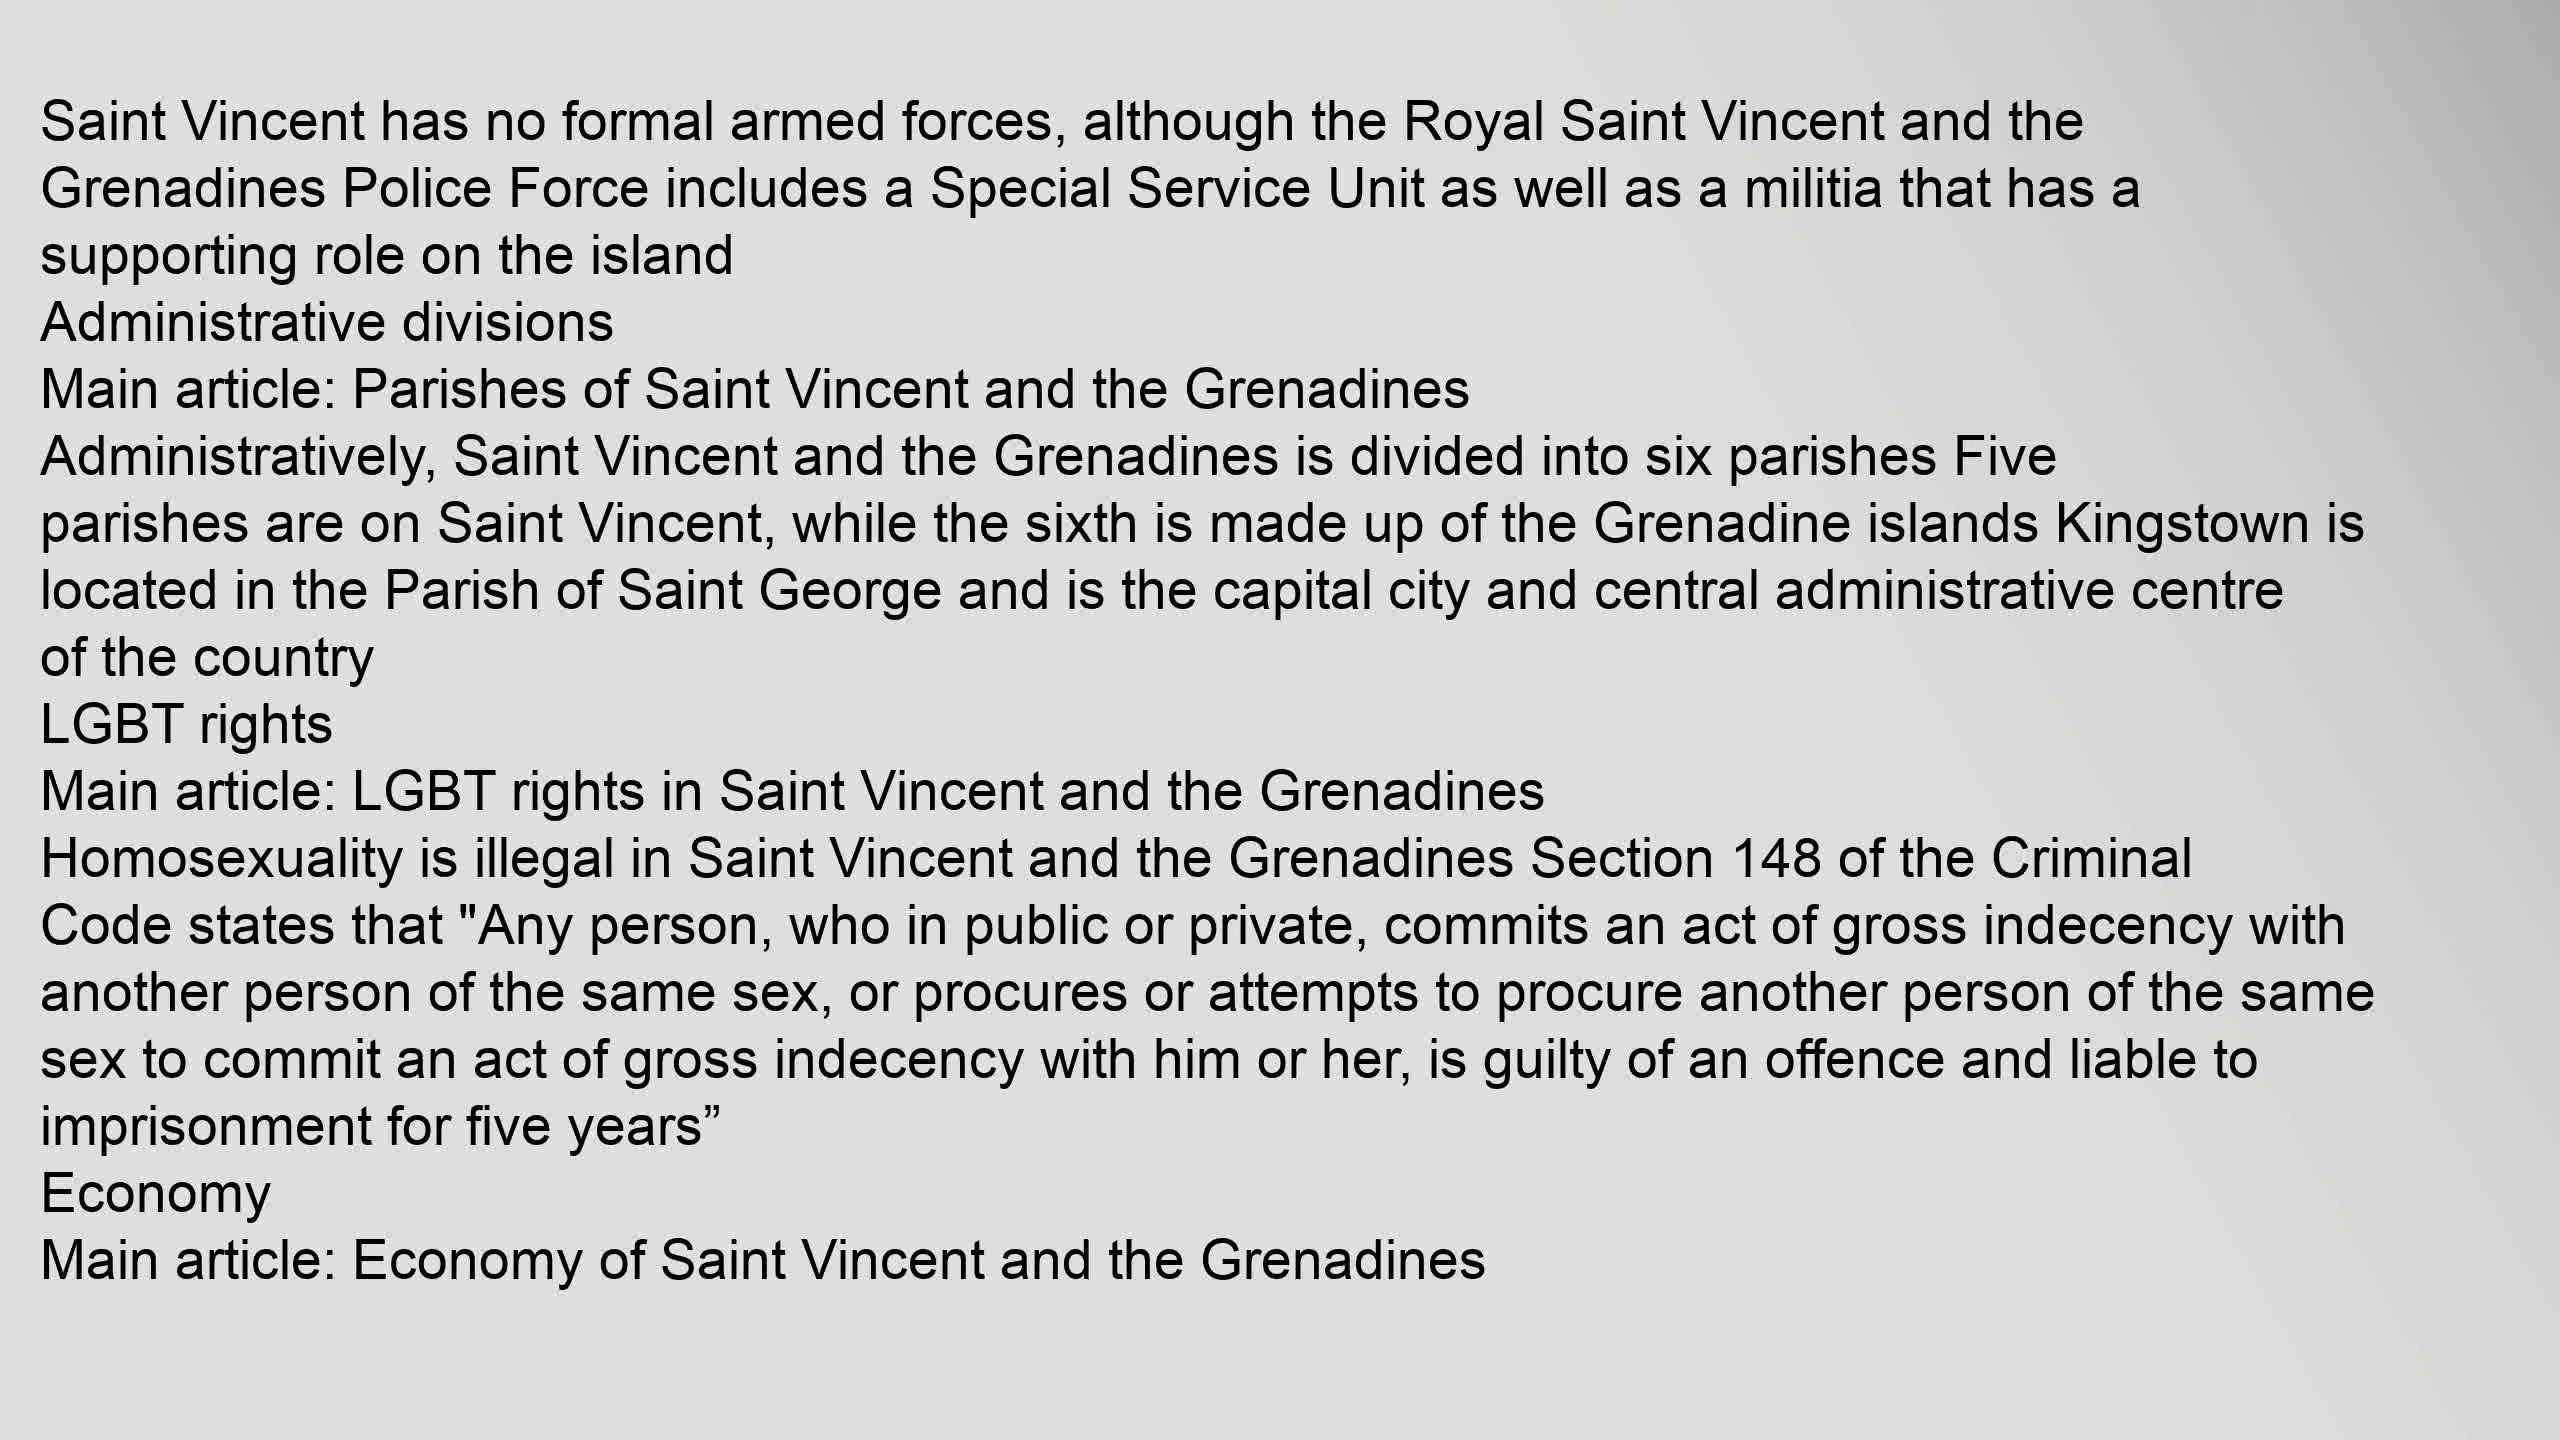 Saint Vincent has no formal armed forces, although the Royal Saint Vincent and the
Grenadines Police Force includes a Special Service Unit as well as a militia that has a
supporting role on the island
Administrative divisions
Main article: Parishes of Saint Vincent and the Grenadines
Administratively, Saint Vincent and the Grenadines is divided into six parishes Five
parishes are on Saint Vincent, while the sixth is made up of the Grenadine islands Kingstown is
located in the Parish of Saint George and is the capital city and central administrative centre
of the country
LGBT rights
Main article: LGBT rights in Saint Vincent and the Grenadines
Homosexuality is illegal in Saint Vincent and the Grenadines Section 148 of the Criminal
Code states that "Any person, who in public or private, commits an act of gross indecency with
another person of the same sex, or procures or attempts to procure another person of the same
sex to commit an act of gross indecency with him or her, is guilty of an offence and liable to
imprisonment for five years”
Economy
Main article: Economy of Saint Vincent and the Grenadines